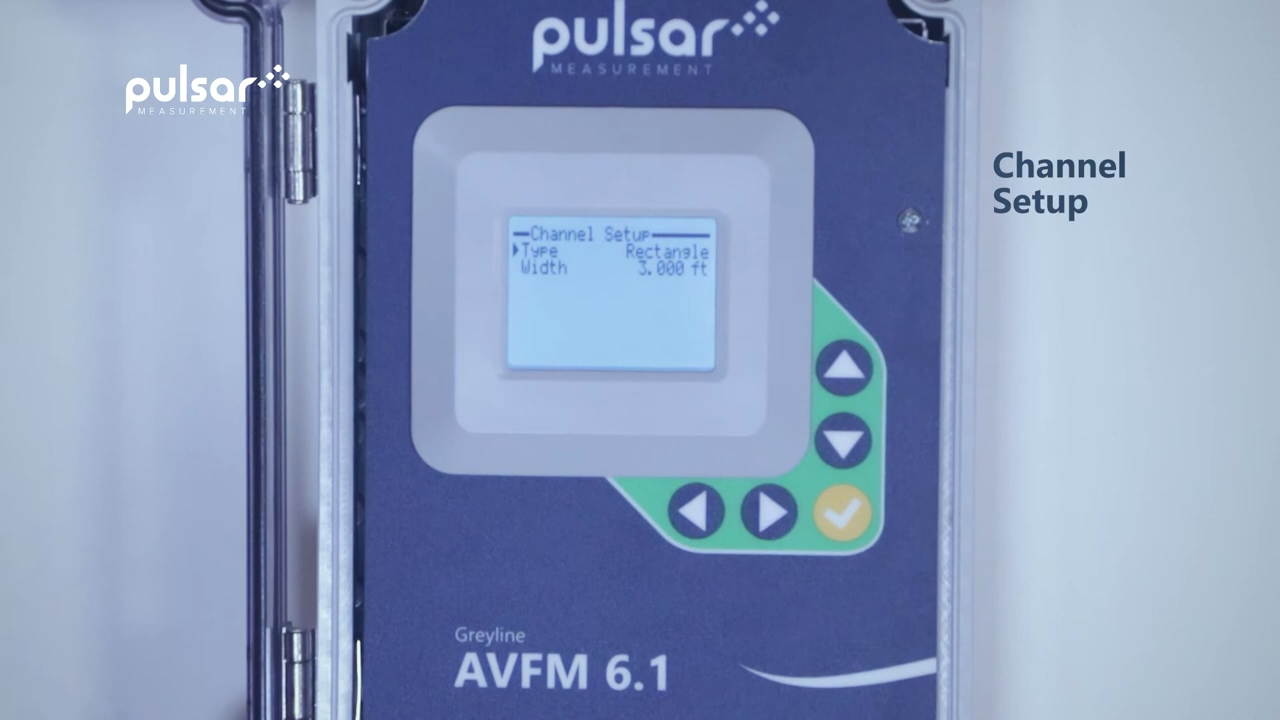 pulsar
MEASUREMENT
pulsar
MEASUREMENT
Channel
Setup
Channel Setup
Type Rectangle
Width 3.000 ft
Greyline
AVFM 6.1